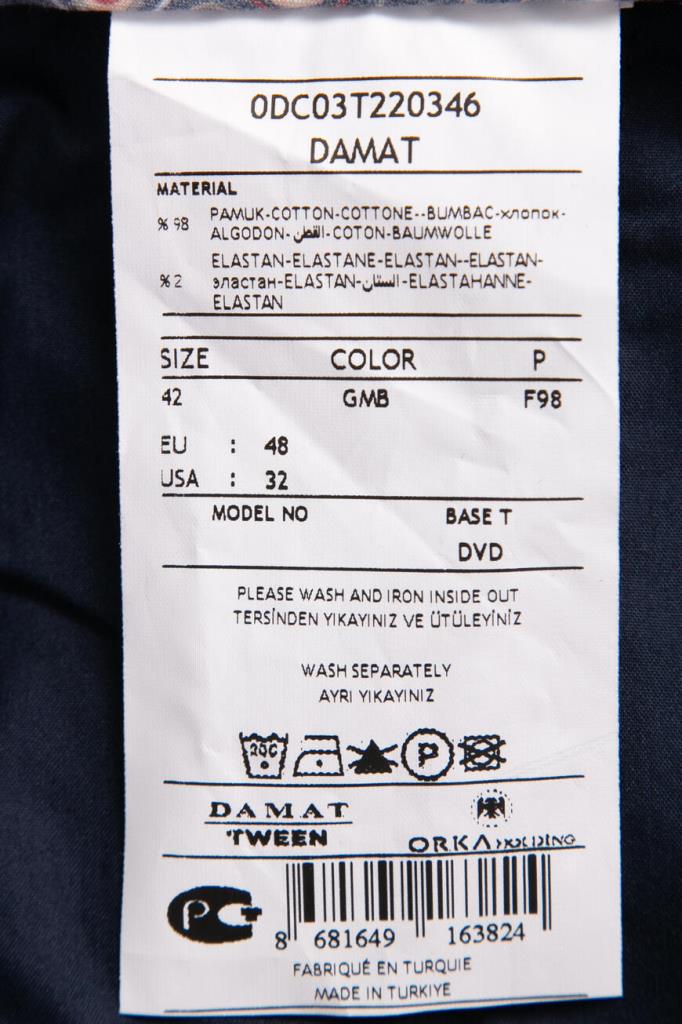 0DC03T220346
DAMAT
MATERIAL
% 98 PAMUK-COTTON-COTTONE--BUMBAC-хлопок-
ALGODON-القطن-COTON-BAUMWOLLE
ELASTAN-ELASTANE-ELASTAN--ELASTAN-
% 2 эластан-ELASTAN-الستان-ELASTAHANNE-
ELASTAN
SIZE COLOR P
42 GMB F98
EU : 48
USA : 32
MODEL NO BASE T
DVD
PLEASE WASH AND IRON INSIDE OUT
TERSİNDEN YIKAYINIZ VE ÜTÜLEYİNİZ
WASH SEPARATELY
AYRI YIKAYINIZ
P
DAMAT
TWEEN
ORKA HOLDING
8 681649 163824
FABRIQUÉ EN TURQUIE
MADE IN TURKIYE